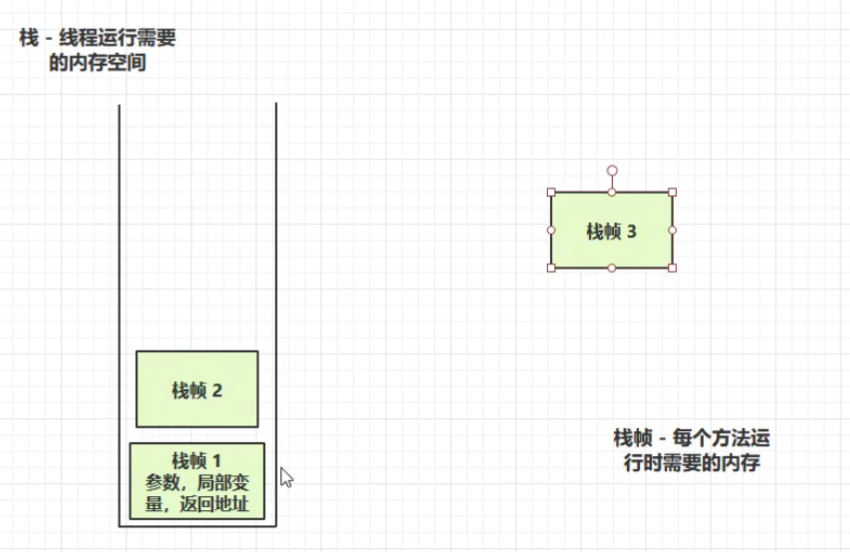 栈 - 线程运行需要
的内存空间
栈帧 3
栈帧 2
栈帧 - 每个方法运
行时需要的内存
栈帧 1
参数，局部变
量，返回地址